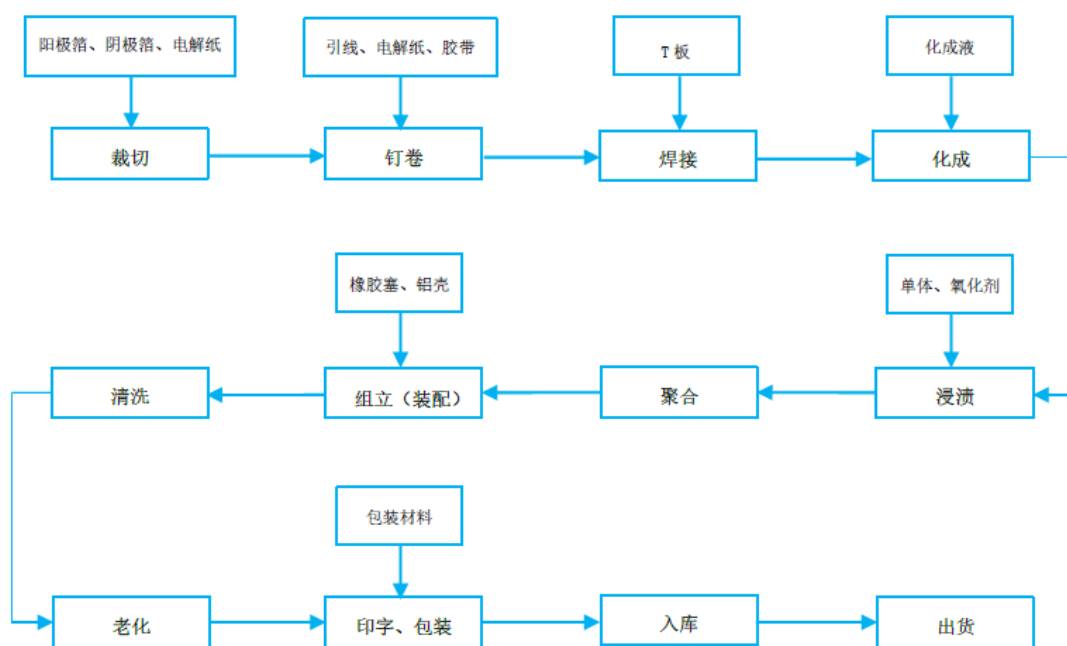 阳极箔、阴极箔、电解纸
引线、电解纸、胶带
T板
化成液
裁切
钉卷
焊接
化成
橡胶塞、铝壳
单体、氧化剂
清洗
组立（装配）
聚合
浸渍
包装材料
老化
印字、包装
入库
出货